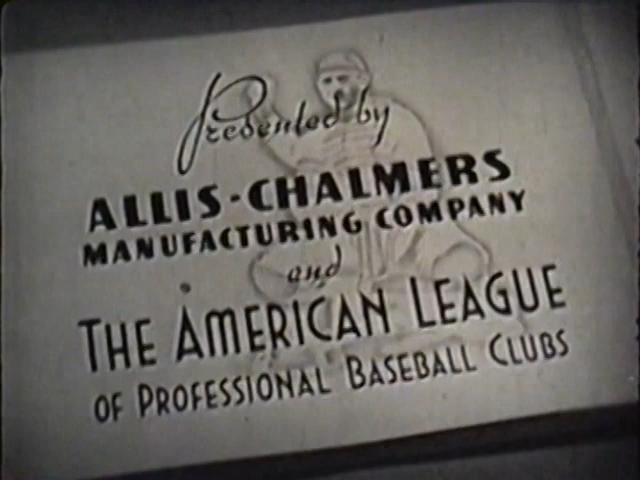 Presented by
ALLIS-CHALMERS
MANUFACTURING COMPANY
and
THE AMERICAN LEAGUE
OF PROFESSIONAL BASEBALL CLUBS